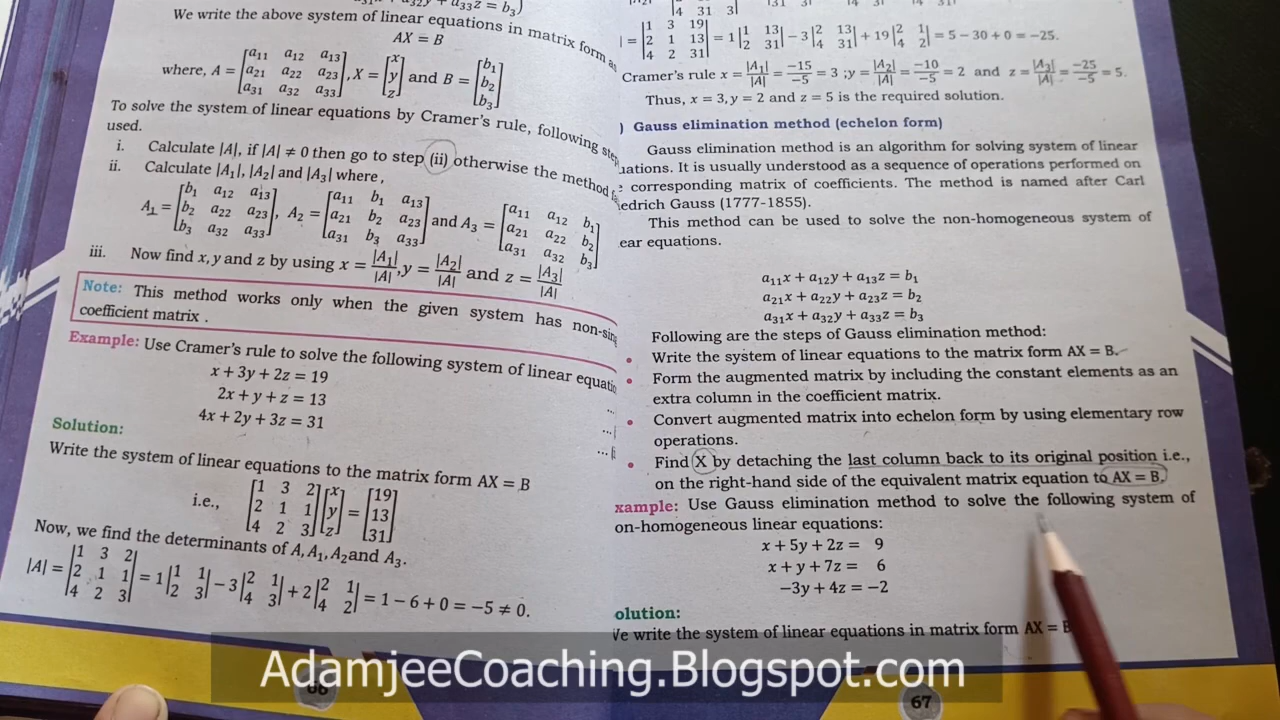 We write the above system of linear equations in matrix form as
AX = B
where, A = [a₁₁ a₁₂ a₁₃; a₂₁ a₂₂ a₂₃; a₃₁ a₃₂ a₃₃], X = [x; y; z] and B = [b₁; b₂; b₃]
To solve the system of linear equations by Cramer's rule, following
used.
i. Calculate |A|, if |A| ≠ 0 then go to step (ii) otherwise the method
ii. Calculate |A₁|, |A₂| and |A₃| where,
A₁ = [b₁ a₁₂ a₁₃; b₂ a₂₂ a₂₃; b₃ a₃₂ a₃₃], A₂ = [a₁₁ b₁ a₁₃; a₂₁ b₂ a₂₃; a₃₁ b₃ a₃₃] and A₃ = [a₁₁ a₁₂ b₁; a₂₁ a₂₂ b₂; a₃₁ a₃₂ b₃]
iii. Now find x, y and z by using x = |A₁|/|A|, y = |A₂|/|A| and z = |A₃|/|A|
Note: This method works only when the given system has non-sin
coefficient matrix .
Example: Use Cramer's rule to solve the following system of linear equati
x + 3y + 2z = 19
2x + y + z = 13
4x + 2y + 3z = 31
Solution:
Write the system of linear equations to the matrix form AX = B
i.e., [1 3 2; 2 1 1; 4 2 3] [x; y; z] = [19; 13; 31]
Now, we find the determinants of A, A₁, A₂ and A₃.
|A| = |1 3 2; 2 1 1; 4 2 3| = 1|1 1; 2 3| − 3|2 1; 4 3| + 2|2 1; 4 2| = 1 − 6 + 0 = −5 ≠ 0.
66
| = |1 3 19; 2 1 13; 4 2 31| = 1|1 13; 2 31| − 3|2 13; 4 31| + 19|2 1; 4 2| = 5 − 30 + 0 = −25.
Cramer's rule x = |A₁|/|A| = −15/−5 = 3 ; y = |A₂|/|A| = −10/−5 = 2 and z = |A₃|/|A| = −25/−5 = 5.
Thus, x = 3, y = 2 and z = 5 is the required solution.
) Gauss elimination method (echelon form)
Gauss elimination method is an algorithm for solving system of linear
uations. It is usually understood as a sequence of operations performed on
e corresponding matrix of coefficients. The method is named after Carl
iedrich Gauss (1777-1855).
This method can be used to solve the non-homogeneous system of
ear equations.
a₁₁x + a₁₂y + a₁₃z = b₁
a₂₁x + a₂₂y + a₂₃z = b₂
a₃₁x + a₃₂y + a₃₃z = b₃
Following are the steps of Gauss elimination method:
• Write the system of linear equations to the matrix form AX = B.
• Form the augmented matrix by including the constant elements as an
extra column in the coefficient matrix.
• Convert augmented matrix into echelon form by using elementary row
operations.
• Find X by detaching the last column back to its original position i.e.,
on the right-hand side of the equivalent matrix equation to AX = B.
xample: Use Gauss elimination method to solve the following system of
on-homogeneous linear equations:
x + 5y + 2z = 9
x + y + 7z = 6
−3y + 4z = −2
olution:
We write the system of linear equations in matrix form AX = B
67
AdamjeeCoaching.Blogspot.com